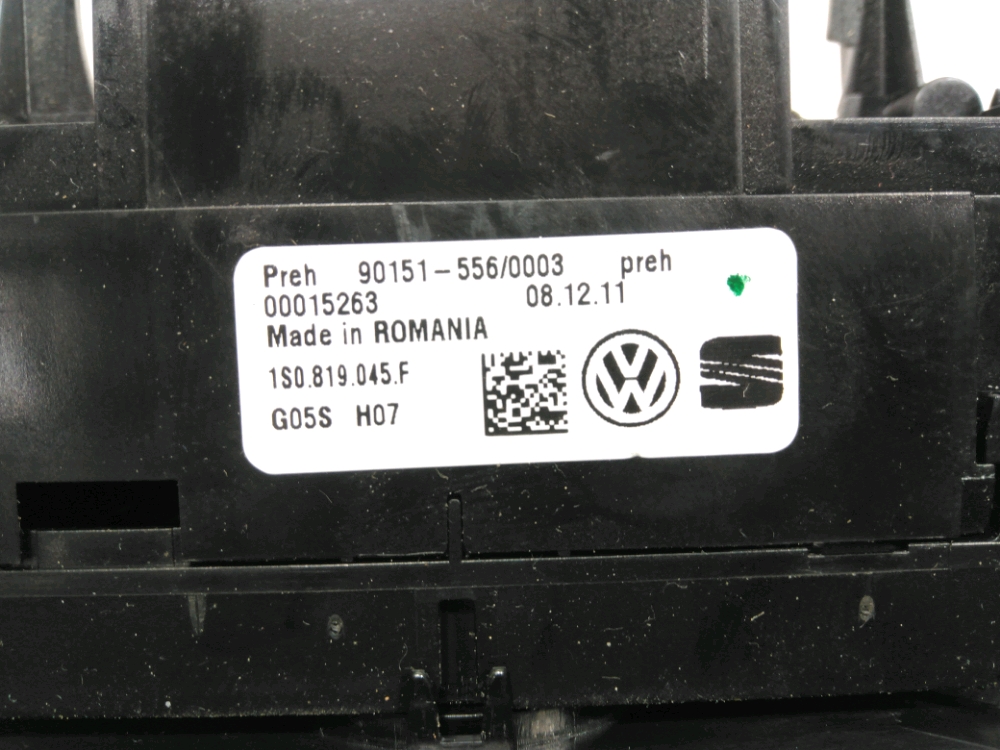 Preh 90151-556/0003 preh
00015263 08.12.11
Made in ROMANIA
1S0.819.045.F
G05S H07